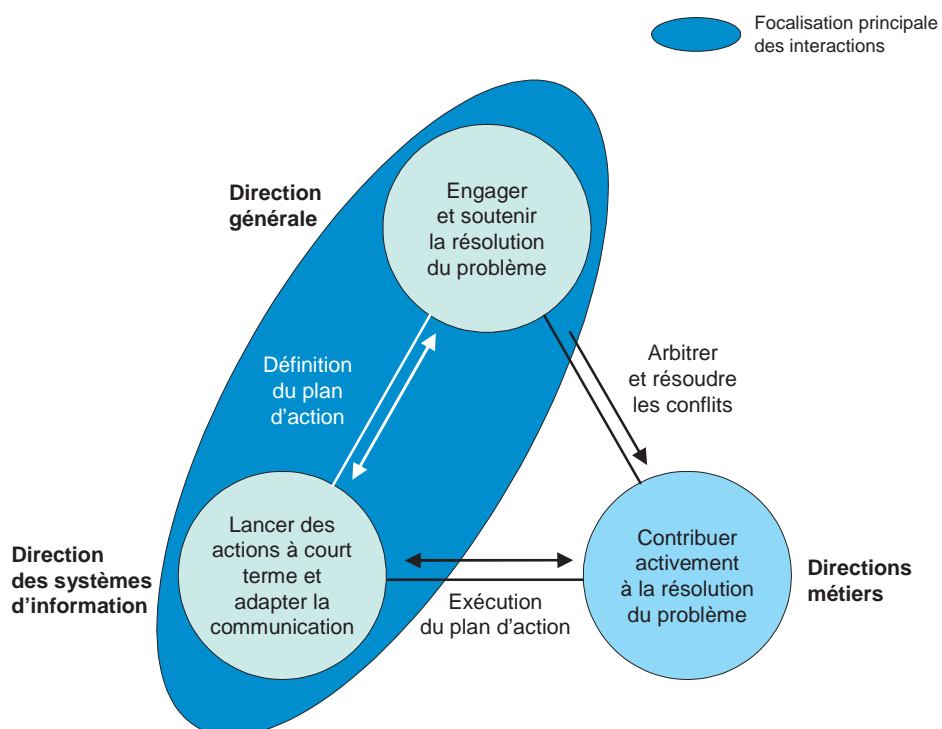 Focalisation principale
des interactions
Direction
générale
Engager
et soutenir
la résolution
du problème
Définition
du plan
d'action
Arbitrer
et résoudre
les conflits
Direction
des systèmes
d'information
Lancer des
actions à court
terme et
adapter la
communication
Exécution
du plan d'action
Contribuer
activement
à la résolution
du problème
Directions
métiers